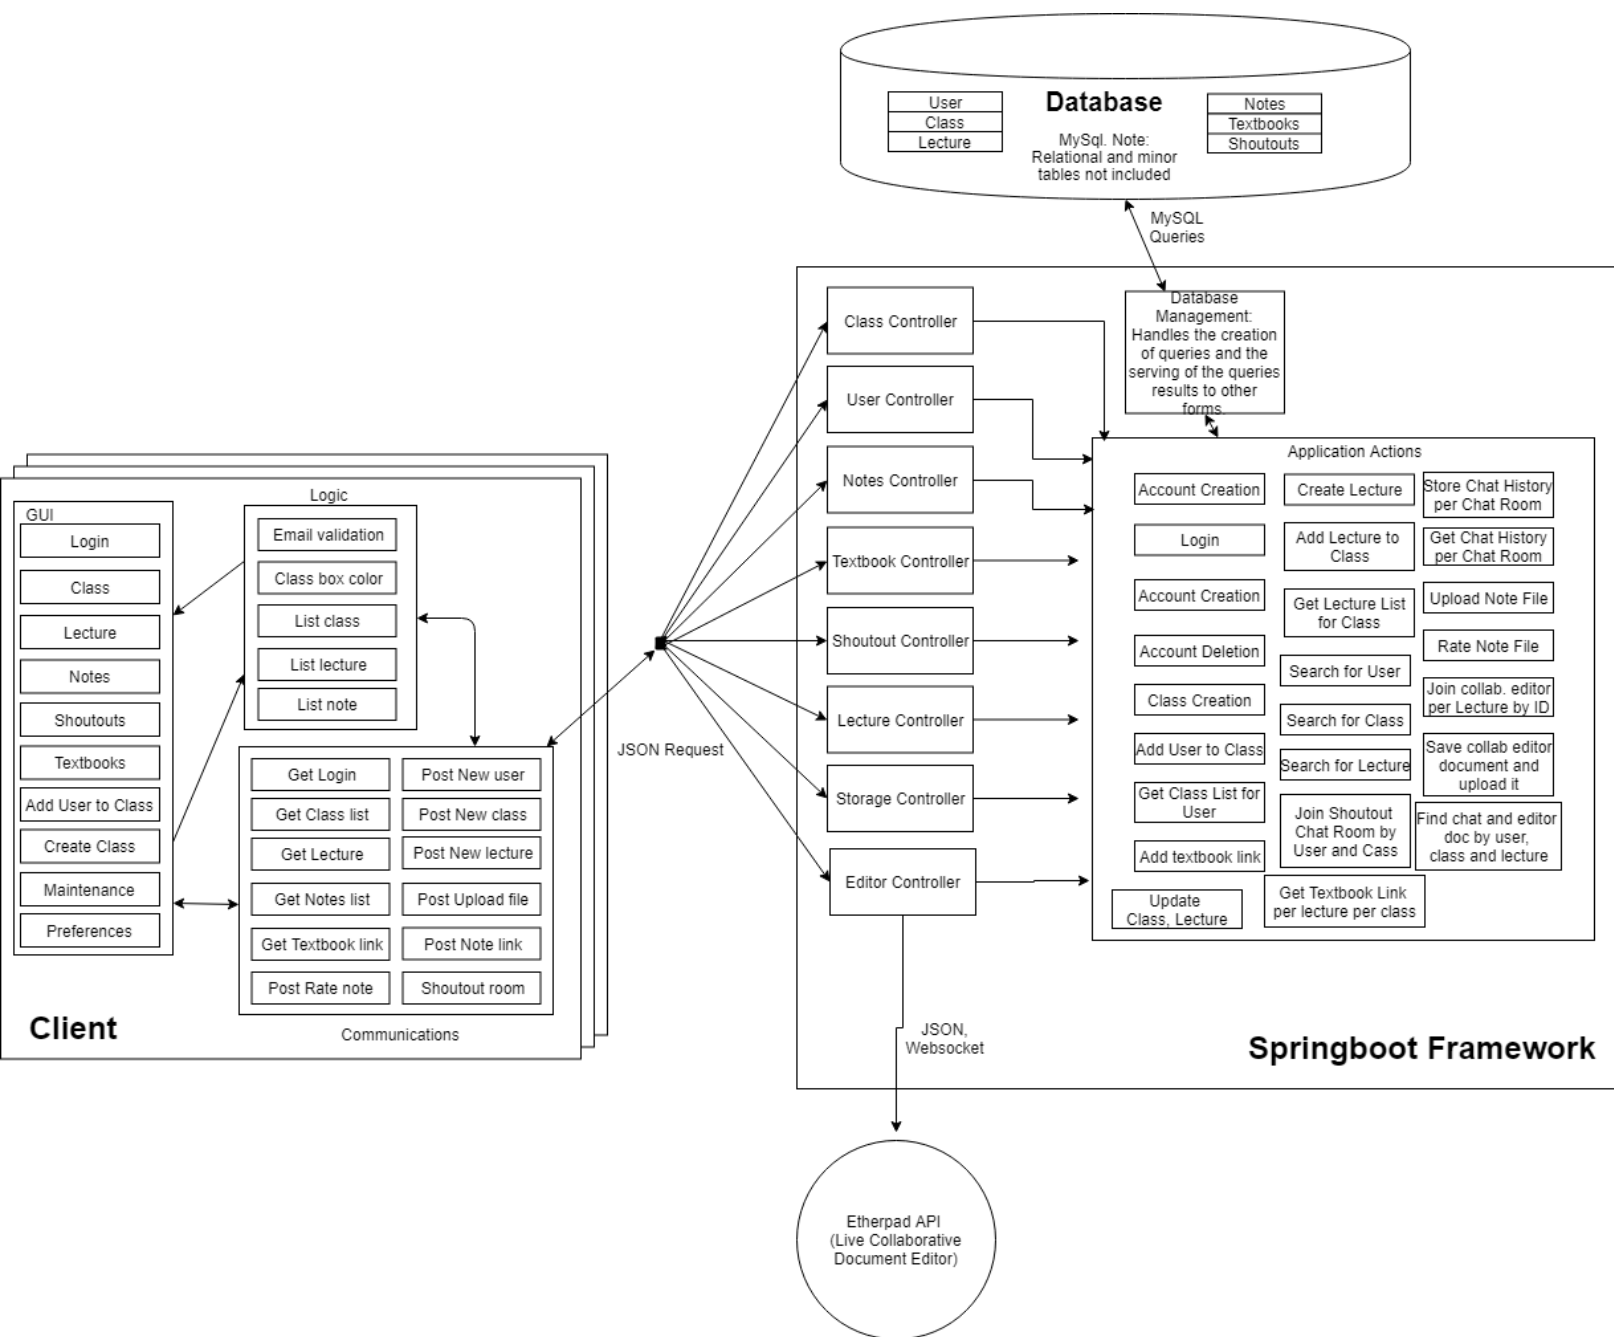 User
Class
Lecture
Database
MySql. Note:
Relational and minor
tables not included
Notes
Textbooks
Shoutouts
MySQL
Queries
Database
Management:
Handles the creation
of queries and the
serving of the queries
results to other
forms.
Class Controller
User Controller
Notes Controller
Textbook Controller
Shoutout Controller
Lecture Controller
Storage Controller
Editor Controller
Application Actions
Account Creation
Login
Account Creation
Account Deletion
Class Creation
Add User to Class
Get Class List for
User
Add textbook link
Update
Class, Lecture
Create Lecture
Add Lecture to
Class
Get Lecture List
for Class
Search for User
Search for Class
Search for Lecture
Join Shoutout
Chat Room by
User and Cass
Get Textbook Link
per lecture per class
Store Chat History
per Chat Room
Get Chat History
per Chat Room
Upload Note File
Rate Note File
Join collab. editor
per Lecture by ID
Save collab editor
document and
upload it
Find chat and editor
doc by user,
class and lecture
Springboot Framework
JSON Request
GUI
Login
Class
Lecture
Notes
Shoutouts
Textbooks
Add User to Class
Create Class
Maintenance
Preferences
Logic
Email validation
Class box color
List class
List lecture
List note
Get Login
Get Class list
Get Lecture
Get Notes list
Get Textbook link
Post Rate note
Post New user
Post New class
Post New lecture
Post Upload file
Post Note link
Shoutout room
Communications
Client
JSON,
Websocket
Etherpad API
(Live Collaborative
Document Editor)